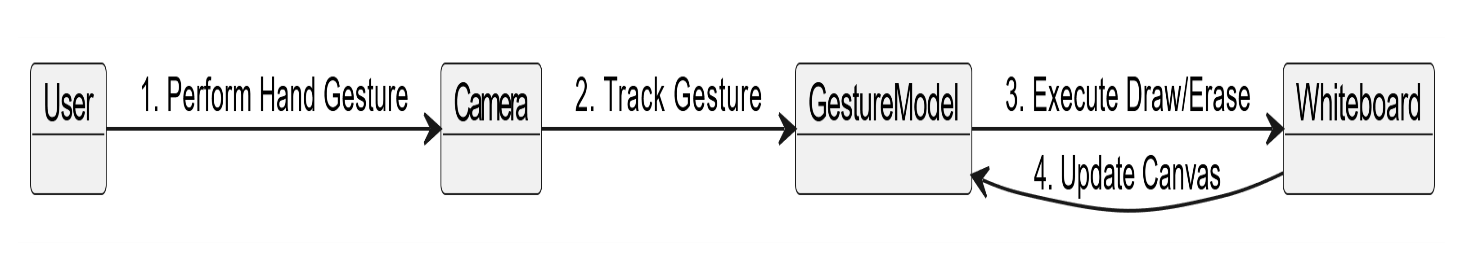 User
1. Perform Hand Gesture
Camera
2. Track Gesture
GestureModel
3. Execute Draw/Erase
Whiteboard
4. Update Canvas